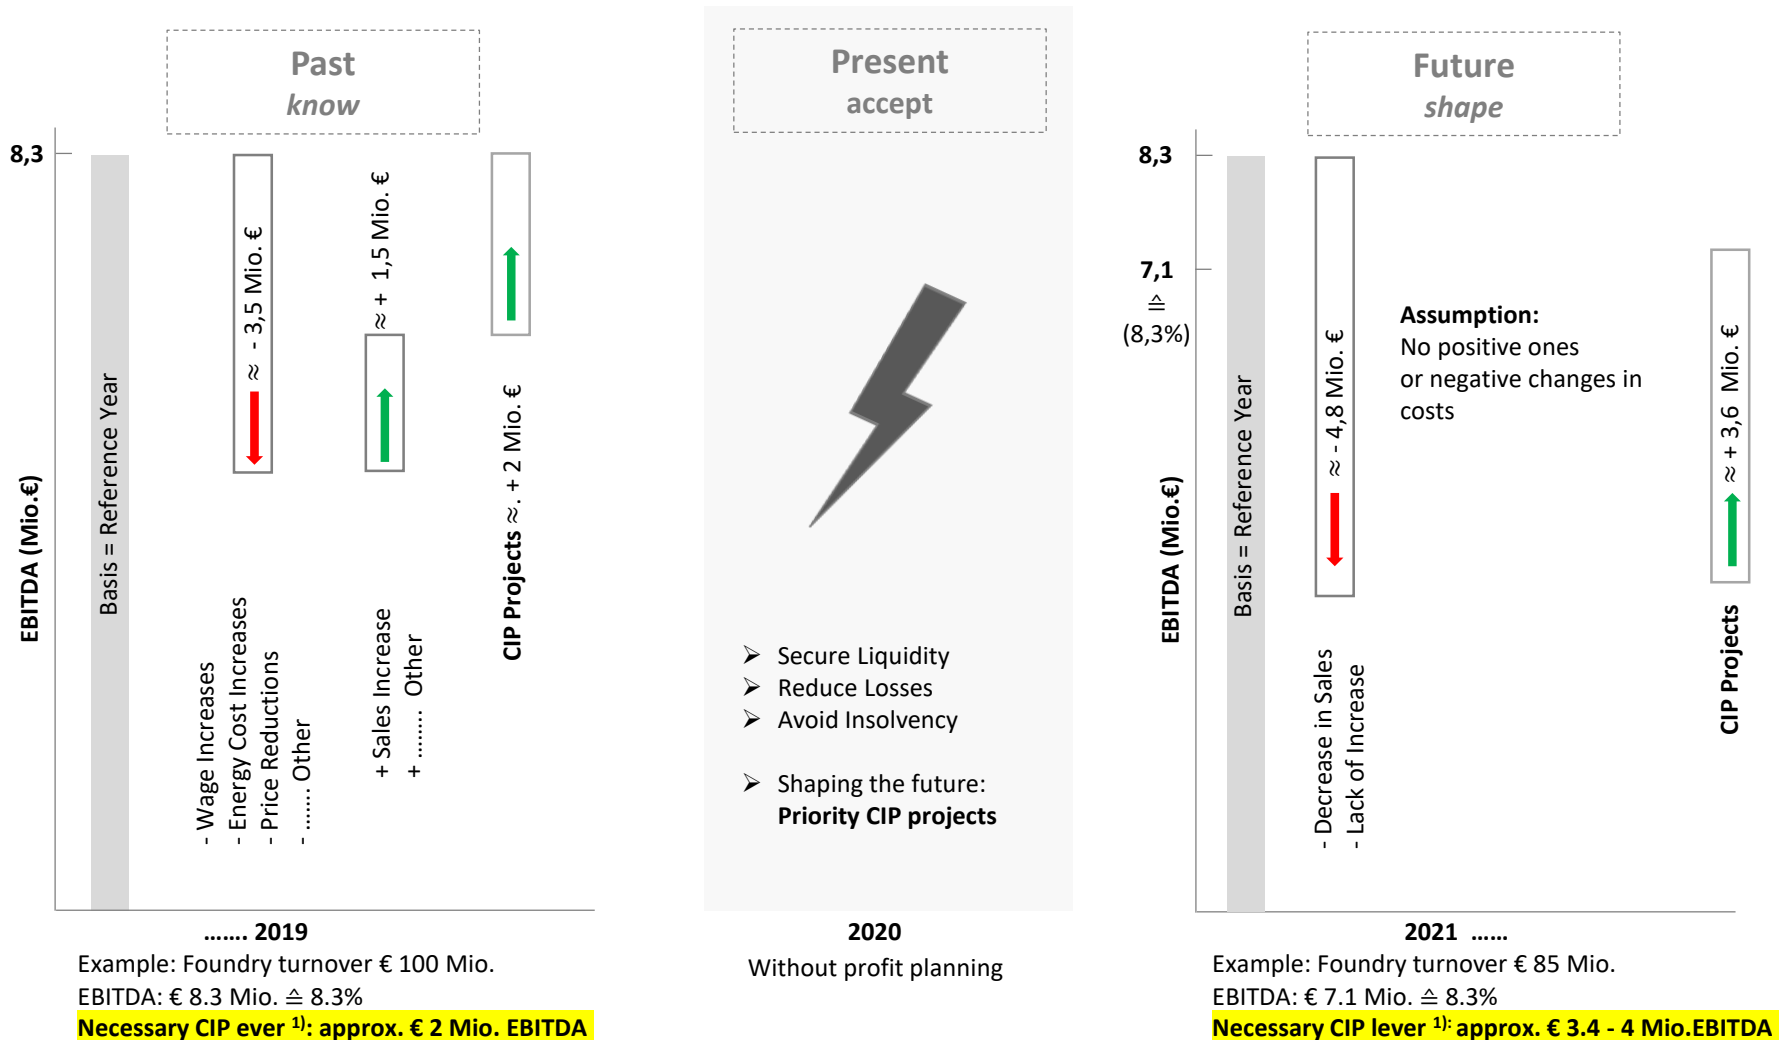 Past
know
8,3
EBITDA (Mio.€)
Basis = Reference Year
≈ - 3,5 Mio. €
- Wage Increases
- Energy Cost Increases
- Price Reductions
- ........ Other
≈ + 1,5 Mio. €
+ Sales Increase
+ ........ Other
CIP Projects ≈. + 2 Mio. €
....... 2019
Example: Foundry turnover € 100 Mio.
EBITDA: € 8.3 Mio. ≙ 8.3%
Necessary CIP ever 1): approx. € 2 Mio. EBITDA
Present
accept
➢ Secure Liquidity
➢ Reduce Losses
➢ Avoid Insolvency
➢ Shaping the future:
Priority CIP projects
2020
Without profit planning
Future
shape
8,3
7,1
≙
(8,3%)
EBITDA (Mio.€)
Basis = Reference Year
≈ - 4,8 Mio. €
- Decrease in Sales
- Lack of Increase
Assumption:
No positive ones
or negative changes in
costs
≈ + 3,6 Mio. €
CIP Projects
2021 ......
Example: Foundry turnover € 85 Mio.
EBITDA: € 7.1 Mio. ≙ 8.3%
Necessary CIP lever 1): approx. € 3.4 - 4 Mio.EBITDA